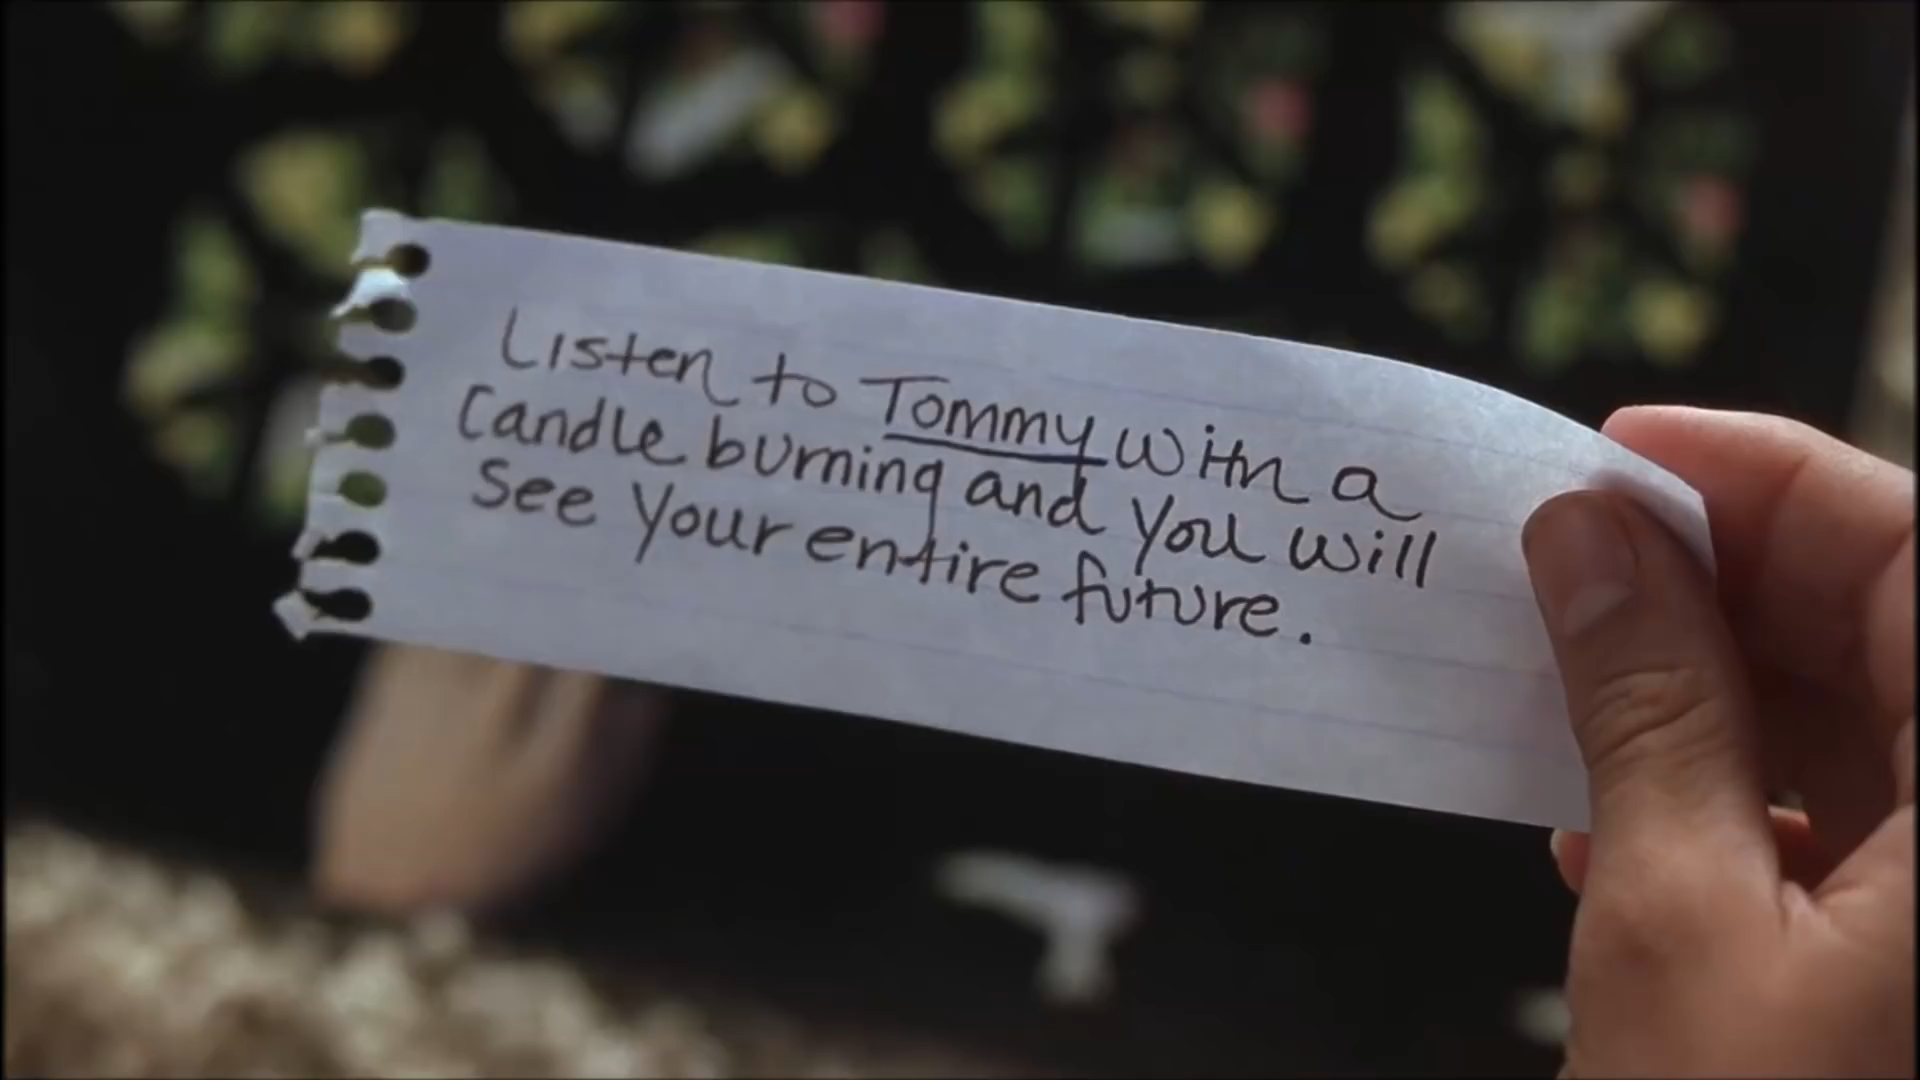 Listen to Tommy with a
Candle burning and you will
See your entire future.